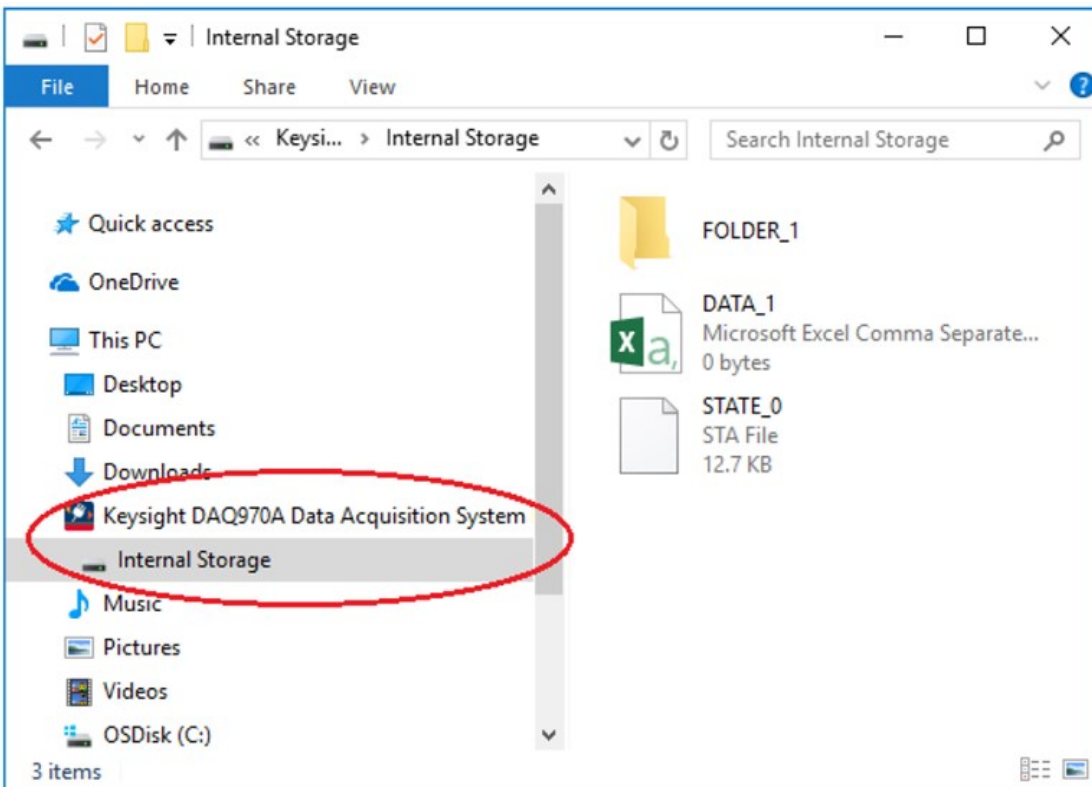 Internal Storage
File Home Share View
« Keysi... > Internal Storage
Search Internal Storage
Quick access
OneDrive
This PC
Desktop
Documents
Downloads
Keysight DAQ970A Data Acquisition System
Internal Storage
Music
Pictures
Videos
OSDisk (C:)
FOLDER_1
DATA_1
Microsoft Excel Comma Separate...
0 bytes
STATE_0
STA File
12.7 KB
3 items